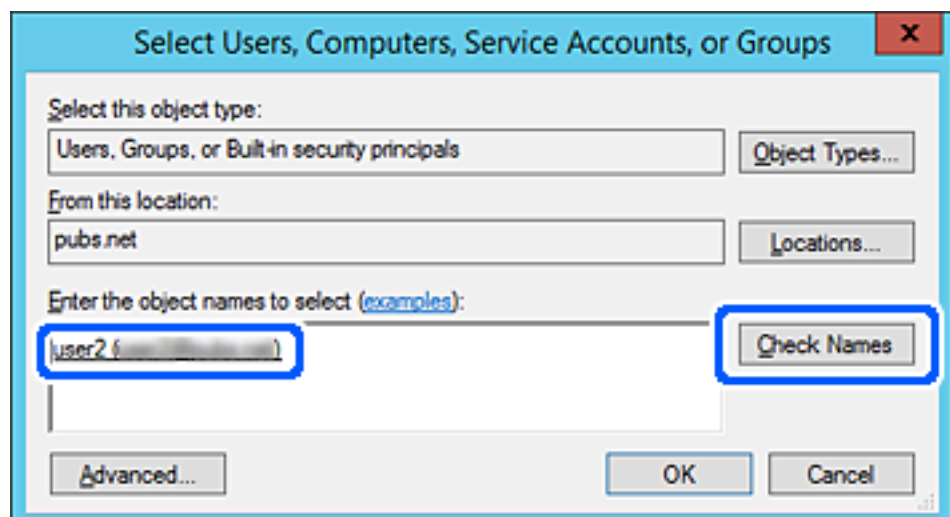 Select Users, Computers, Service Accounts, or Groups
x
Select this object type:
Users, Groups, or Built-in security principals
Object Types...
From this location:
pubs.net
Locations...
Enter the object names to select (examples):
user2 (
)
Check Names
Advanced...
OK
Cancel